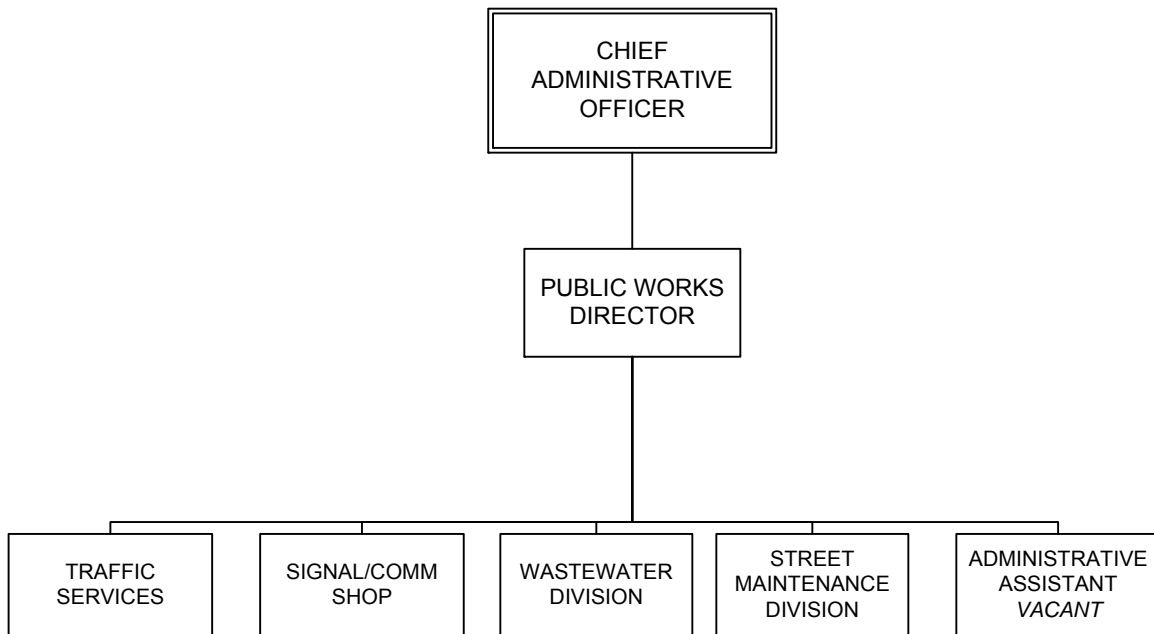 CHIEF
ADMINISTRATIVE
OFFICER
PUBLIC WORKS
DIRECTOR
TRAFFIC
SERVICES
SIGNAL/COMM
SHOP
WASTEWATER
DIVISION
STREET
MAINTENANCE
DIVISION
ADMINISTRATIVE
ASSISTANT
VACANT